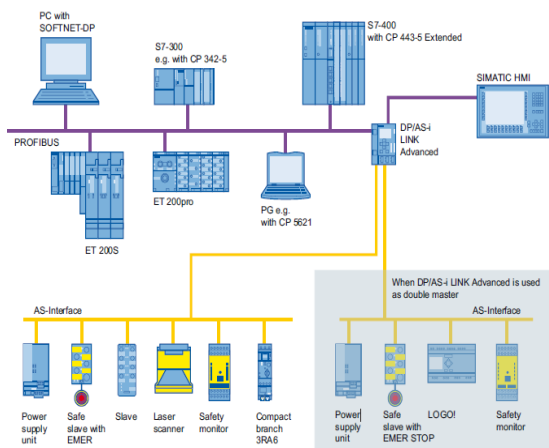 PC with
SOFTNET-DP
S7-300
e.g. with CP 342-5
S7-400
with CP 443-5 Extended
SIMATIC HMI
PROFIBUS
DP/AS-i
LINK
Advanced
ET 200S
ET 200pro
PG e.g.
with CP 5621
When DP/AS-i LINK Advanced is used
as double master
AS-Interface
AS-Interface
Power
supply
unit
Safe
slave with
EMER
Slave
Laser
scanner
Safety
monitor
Compact
branch
3RA6
Power
supply
unit
Safe
slave with
EMER STOP
LOGO!
Safety
monitor